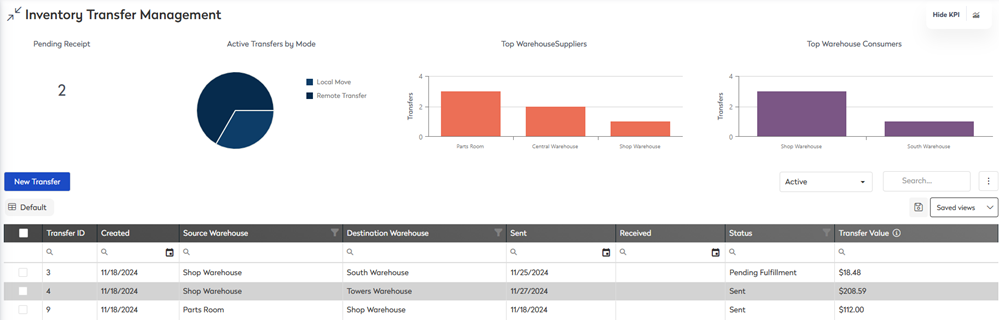 Inventory Transfer Management
Hide KPI
Pending Receipt
2
Active Transfers by Mode
Local Move
Remote Transfer
Top WarehouseSuppliers
Transfers
4
2
0
Parts Room Central Warehouse Shop Warehouse
Top Warehouse Consumers
Transfers
4
2
0
Shop Warehouse South Warehouse
New Transfer
Active
Search...
Default
Saved views
Transfer ID Created Source Warehouse Destination Warehouse Sent Received Status Transfer Value
3 11/18/2024 Shop Warehouse South Warehouse 11/25/2024 Pending Fulfillment $18.48
4 11/18/2024 Shop Warehouse Towers Warehouse 11/27/2024 Sent $208.59
9 11/18/2024 Parts Room Shop Warehouse 11/18/2024 Sent $112.00